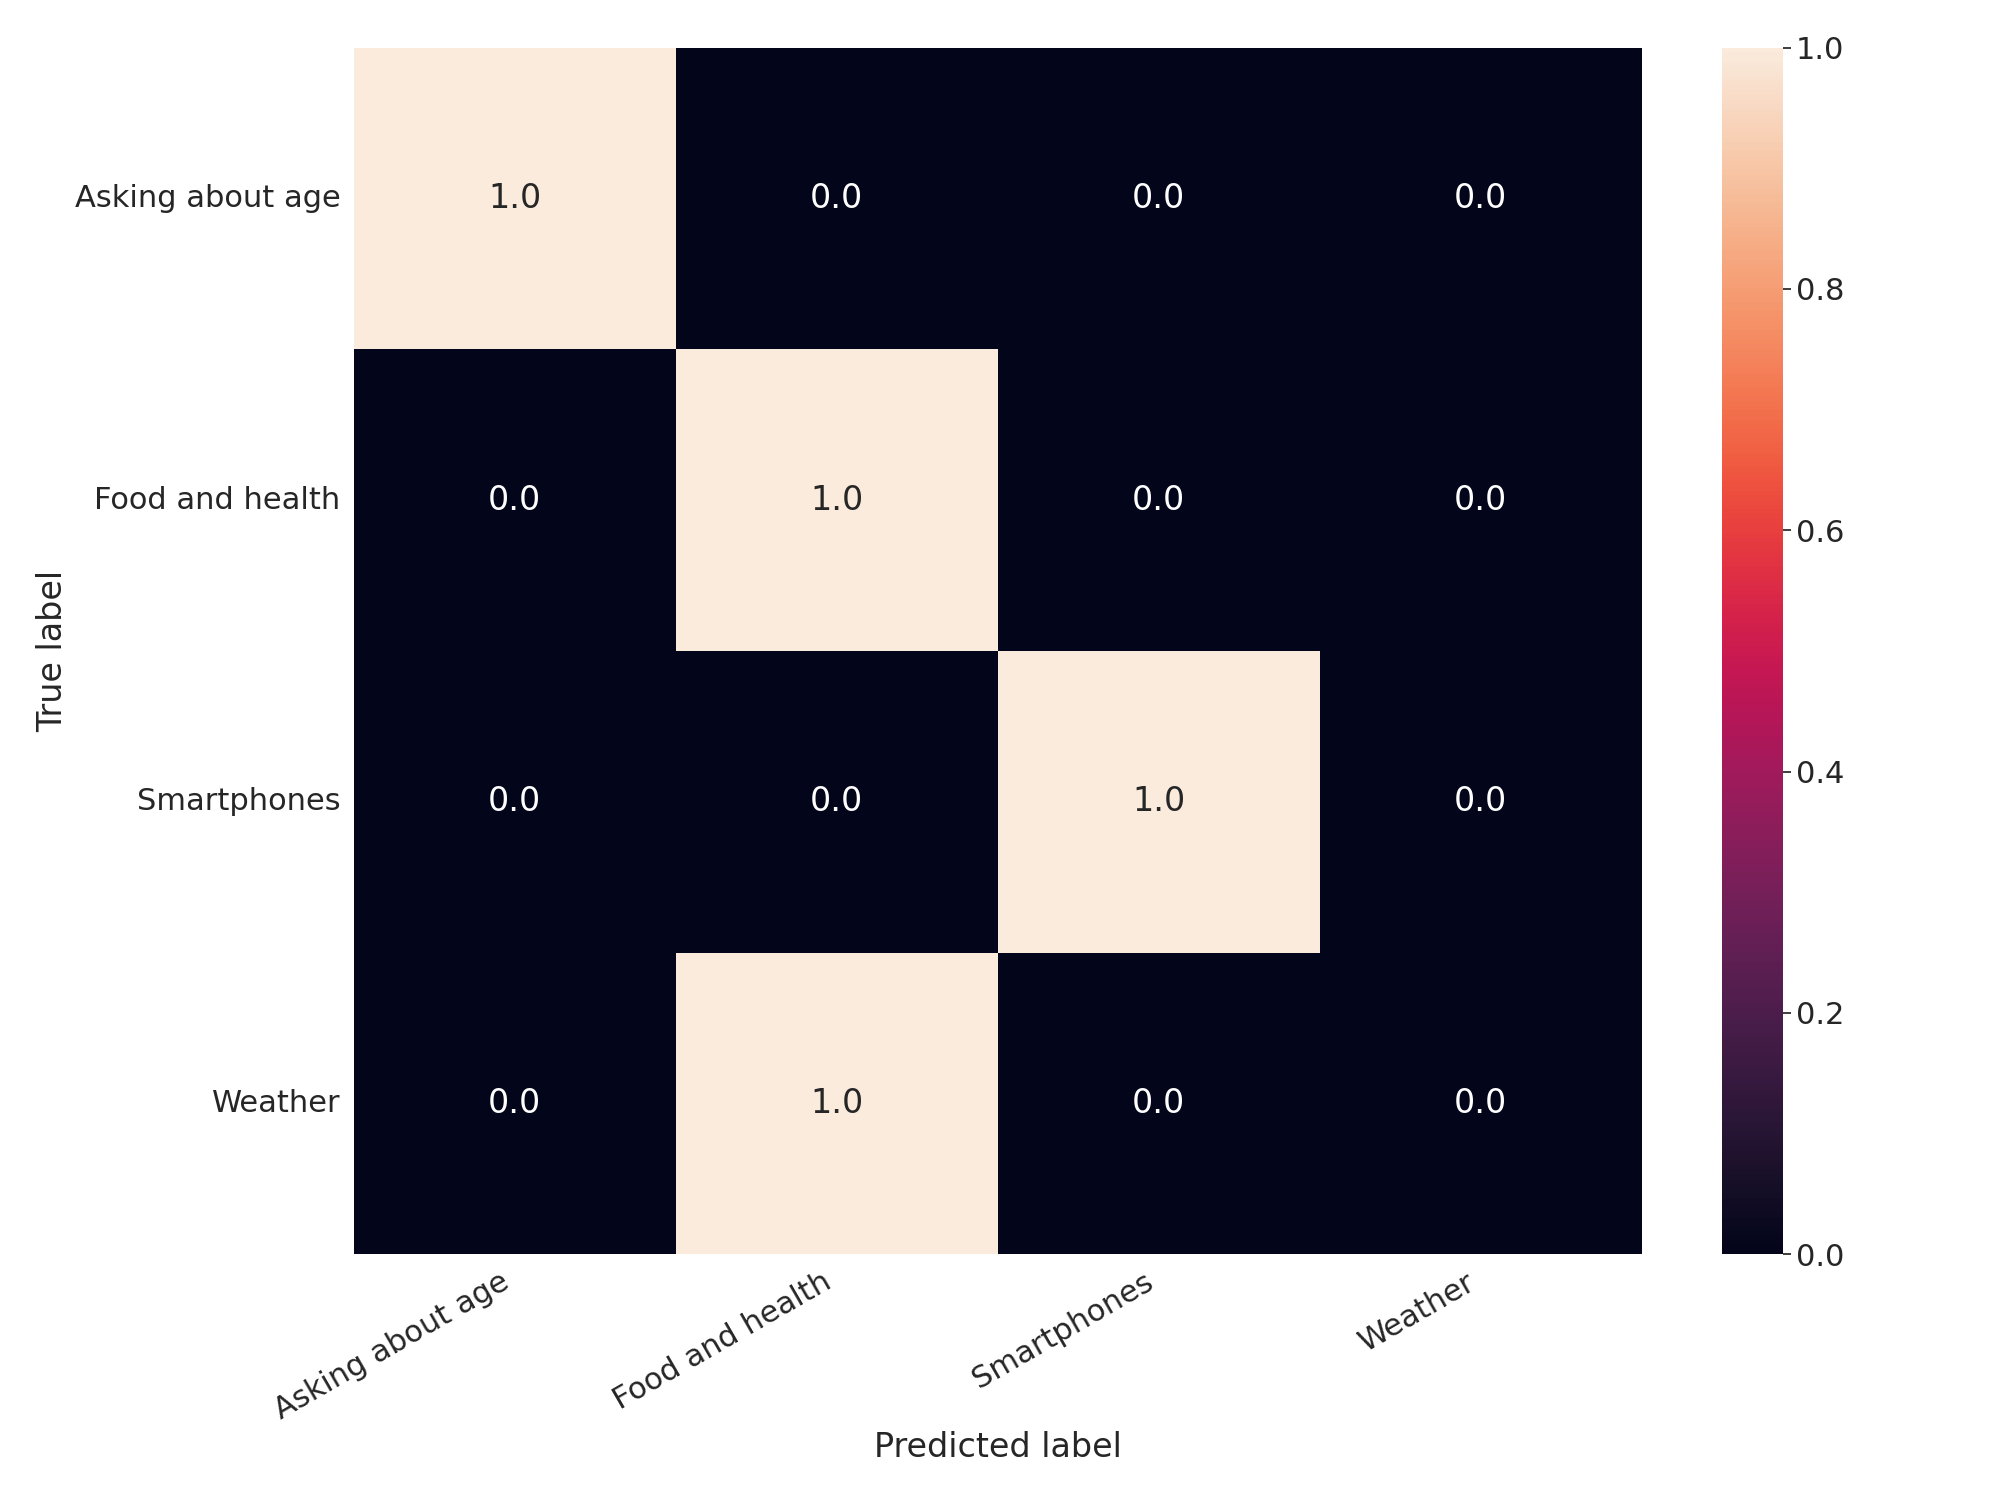 1.0
Asking about age 1.0 0.0 0.0 0.0
0.8
Food and health 0.0 1.0 0.0 0.0
0.6
True label
0.4
Smartphones 0.0 0.0 1.0 0.0
0.2
Weather 0.0 1.0 0.0 0.0
0.0
Asking about age Food and health Smartphones Weather
Predicted label